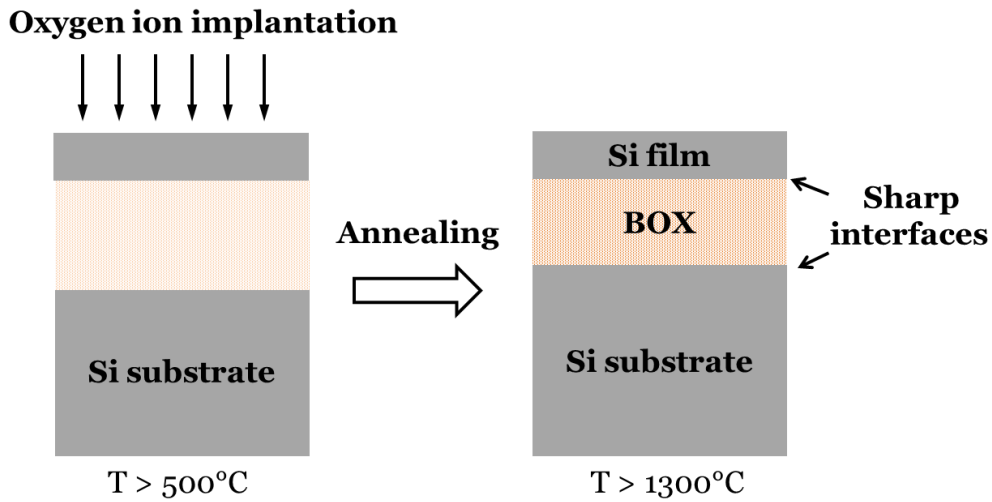 Oxygen ion implantation
Si film
BOX
Sharp
interfaces
Annealing
Si substrate
Si substrate
T > 500°C
T > 1300°C